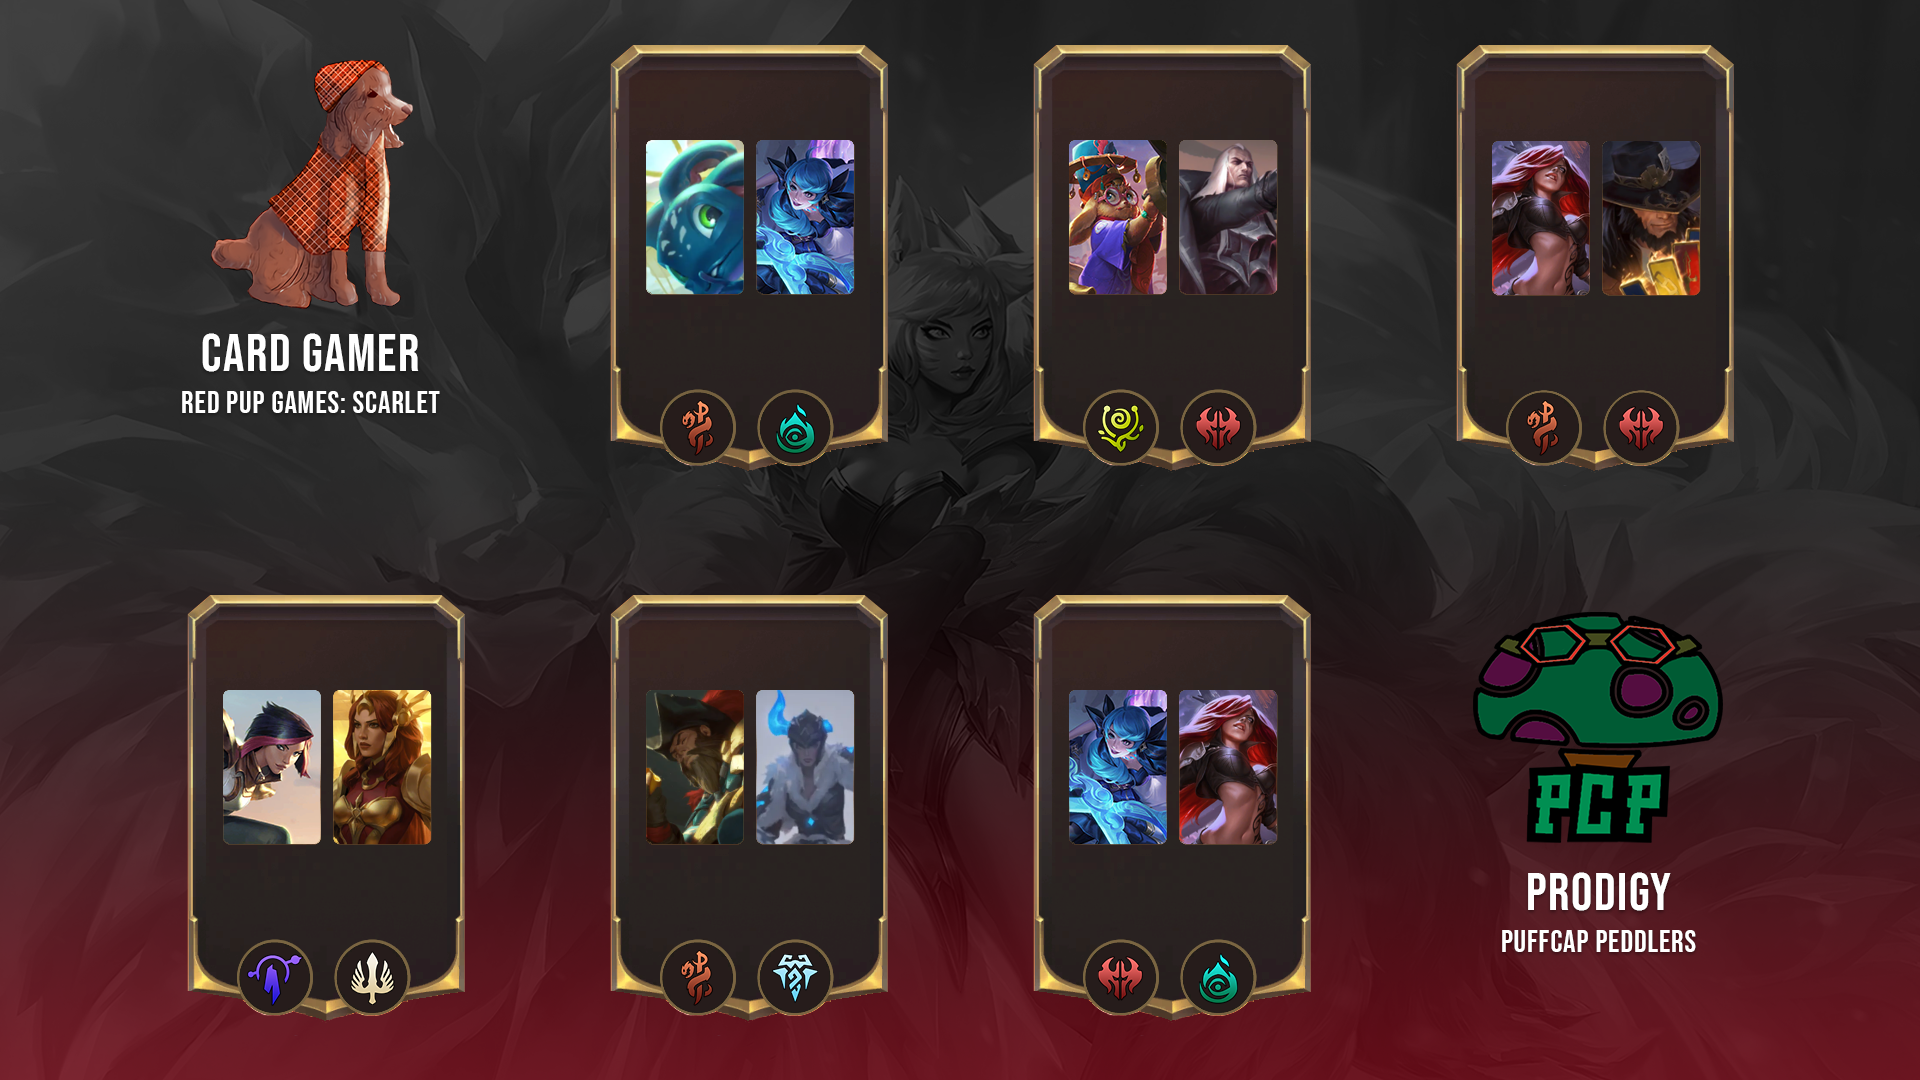 CARD GAMER
RED PUP GAMES: SCARLET
PCP
PRODIGY
PUFFCAP PEDDLERS